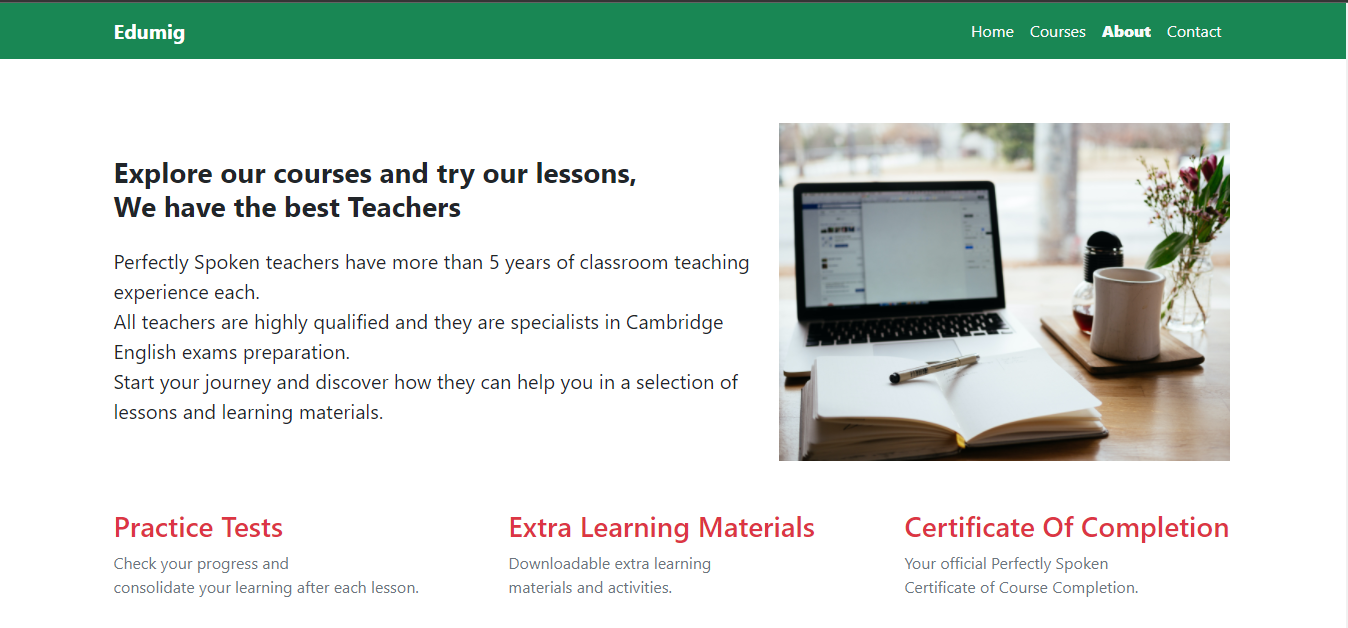 Edumig
Home Courses About Contact
Explore our courses and try our lessons,
We have the best Teachers
Perfectly Spoken teachers have more than 5 years of classroom teaching
experience each.
All teachers are highly qualified and they are specialists in Cambridge
English exams preparation.
Start your journey and discover how they can help you in a selection of
lessons and learning materials.
Practice Tests
Check your progress and
consolidate your learning after each lesson.
Extra Learning Materials
Downloadable extra learning
materials and activities.
Certificate Of Completion
Your official Perfectly Spoken
Certificate of Course Completion.